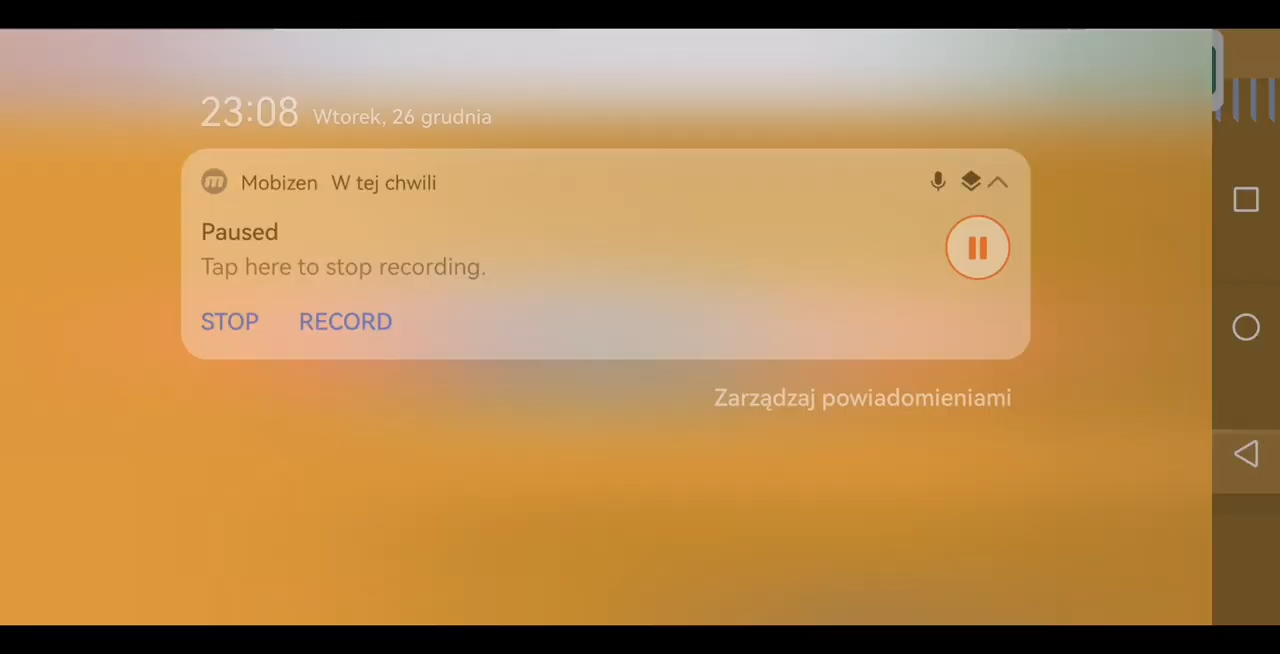 23:08 Wtorek, 26 grudnia
Mobizen W tej chwili
Paused
Tap here to stop recording.
STOP RECORD
Zarządzaj powiadomieniami